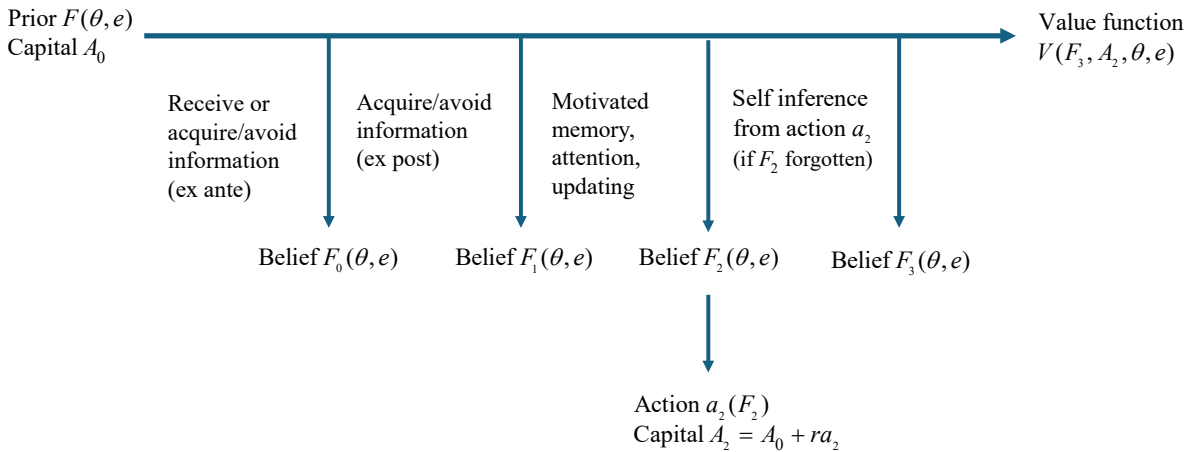 Prior F(θ, e)
Capital A₀
Value function
V(F₃, A₂, θ, e)
Receive or
acquire/avoid
information
(ex ante)
Acquire/avoid
information
(ex post)
Motivated
memory,
attention,
updating
Self inference
from action a₂
(if F₂ forgotten)
Belief F₀(θ, e)
Belief F₁(θ, e)
Belief F₂(θ, e)
Belief F₃(θ, e)
Action a₂(F₂)
Capital A₂ = A₀ + ra₂